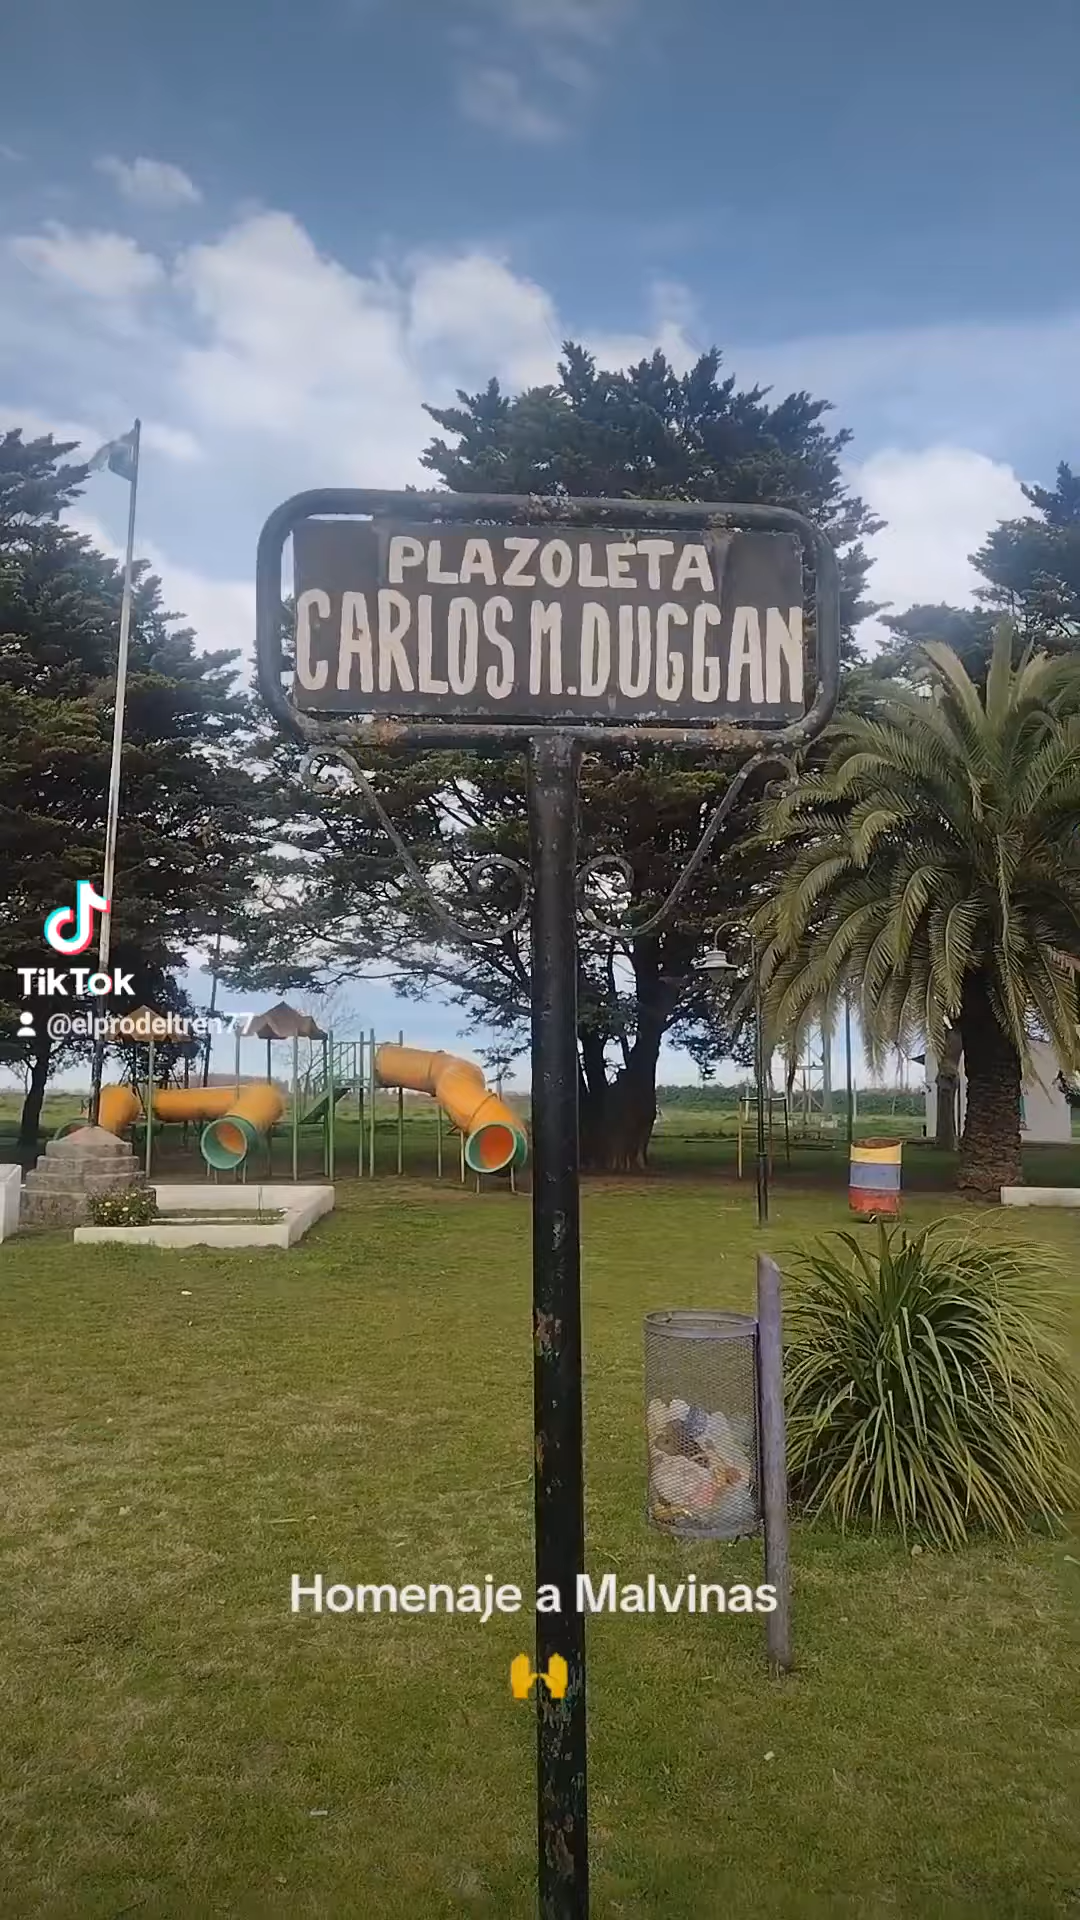 PLAZOLETA
CARLOS M. DUGGAN
TikTok
@elprodeltren77
Homenaje a Malvinas